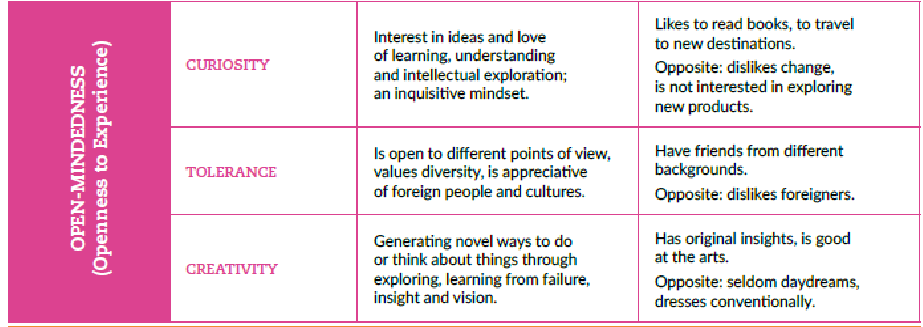 OPEN-MINDEDNESS
(Openness to Experience)
CURIOSITY
Interest in ideas and love
of learning, understanding
and intellectual exploration;
an inquisitive mindset.
Likes to read books, to travel
to new destinations.
Opposite: dislikes change,
is not interested in exploring
new products.
TOLERANCE
Is open to different points of view,
values diversity, is appreciative
of foreign people and cultures.
Have friends from different
backgrounds.
Opposite: dislikes foreigners.
CREATIVITY
Generating novel ways to do
or think about things through
exploring, learning from failure,
insight and vision.
Has original insights, is good
at the arts.
Opposite: seldom daydreams,
dresses conventionally.